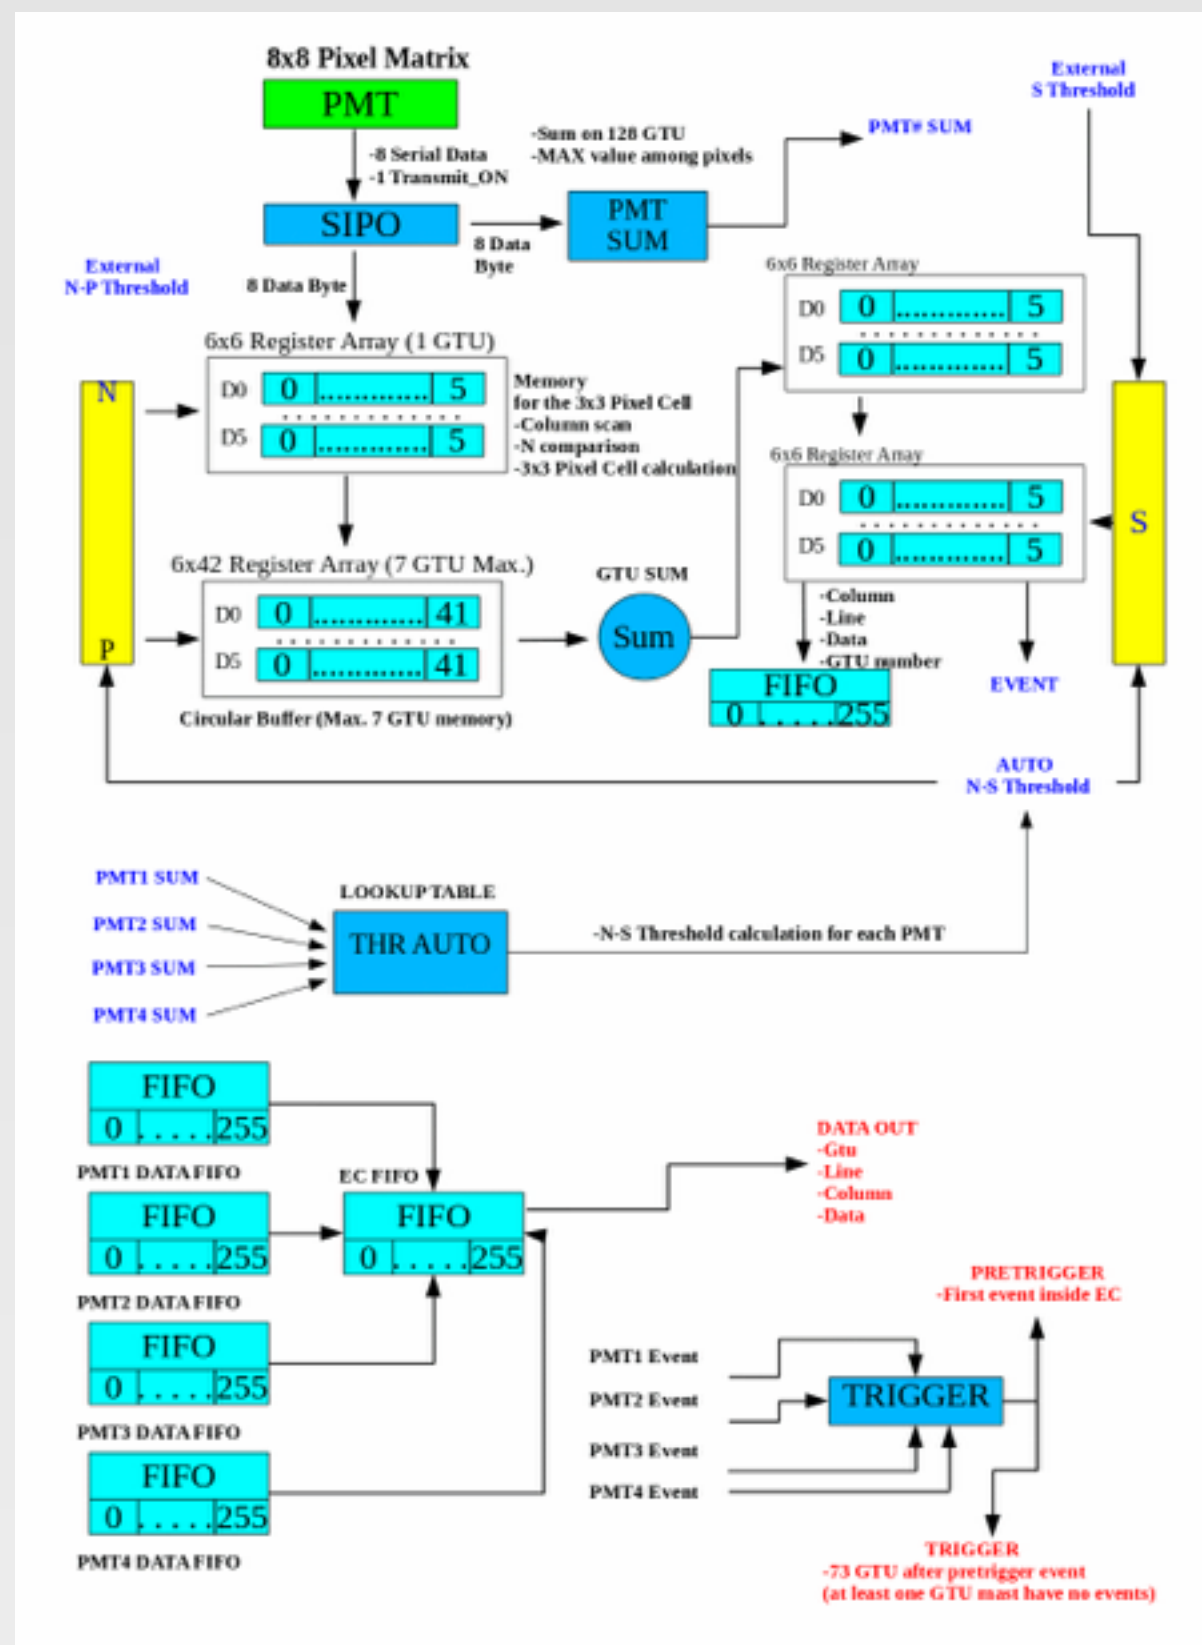 8x8 Pixel Matrix
PMT
-8 Serial Data
-1 Transmit_ON
SIPO
8 Data
Byte
8 Data Byte
-Sum on 128 GTU
-MAX value among pixels
PMT
SUM
PMT# SUM
External
S Threshold
External
N-P Threshold
6x6 Register Array (1 GTU)
D0 0 ............. 5
. . . . . . . . . . . .
D5 0 ............. 5
Memory
for the 3x3 Pixel Cell
-Column scan
-N comparison
-3x3 Pixel Cell calculation
N
P
6x42 Register Array (7 GTU Max.)
D0 0 ............. 41
. . . . . . . . . . . .
D5 0 ............. 41
Circular Buffer (Max. 7 GTU memory)
GTU SUM
Sum
6x6 Register Array
D0 0 ............. 5
. . . . . . . . . . . .
D5 0 ............. 5
6x6 Register Array
D0 0 ............. 5
. . . . . . . . . . . .
D5 0 ............. 5
S
-Column
-Line
-Data
-GTU number
FIFO
0 . . . . . 255
EVENT
AUTO
N-S Threshold
PMT1 SUM
PMT2 SUM
PMT3 SUM
PMT4 SUM
LOOKUP TABLE
THR AUTO
-N-S Threshold calculation for each PMT
FIFO
0 . . . . . 255
PMT1 DATA FIFO
FIFO
0 . . . . . 255
PMT2 DATA FIFO
FIFO
0 . . . . . 255
PMT3 DATA FIFO
FIFO
0 . . . . . 255
PMT4 DATA FIFO
EC FIFO
FIFO
0 . . . . . 255
DATA OUT
-Gtu
-Line
-Column
-Data
PRETRIGGER
-First event inside EC
PMT1 Event
PMT2 Event
PMT3 Event
PMT4 Event
TRIGGER
TRIGGER
-73 GTU after pretrigger event
(at least one GTU mast have no events)